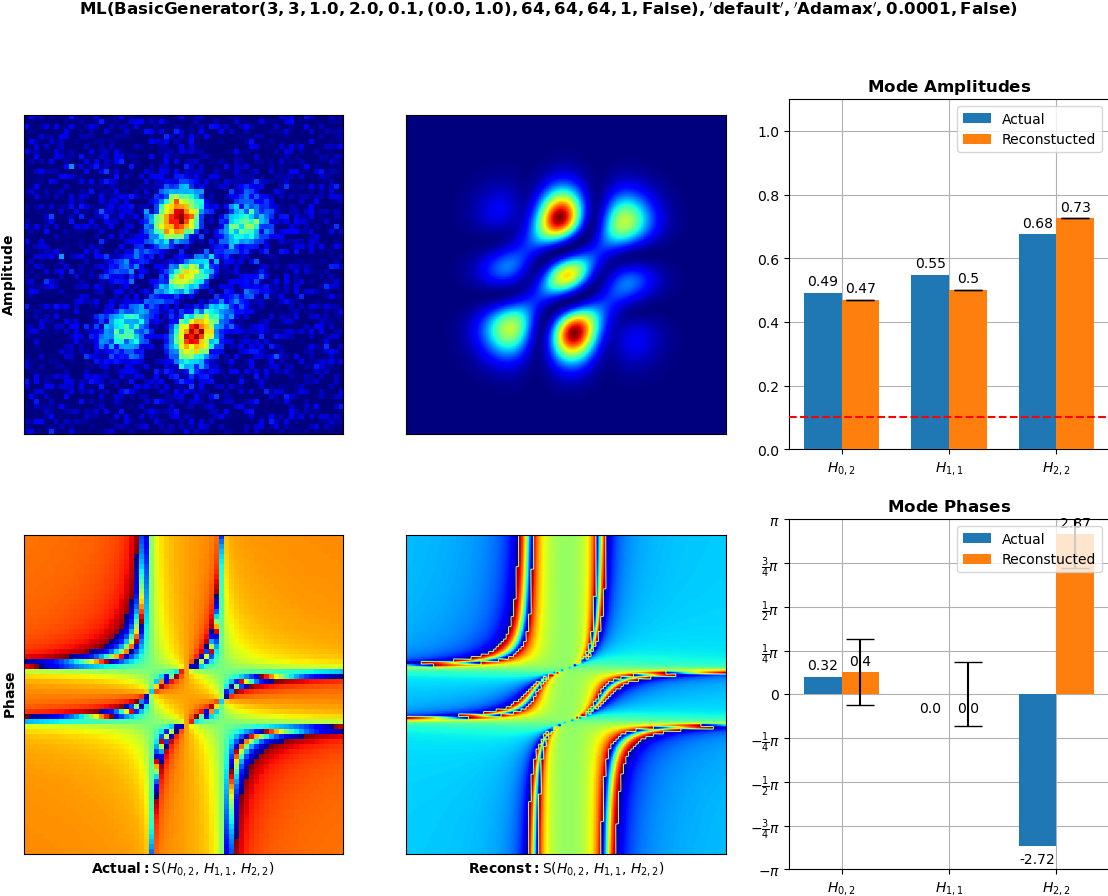 ML(BasicGenerator(3, 3, 1.0, 2.0, 0.1, (0.0, 1.0), 64, 64, 64, 1, False), 'default', 'Adamax', 0.0001, False)
Amplitude
Mode Amplitudes
Actual
Reconstucted
1.0
0.8
0.6
0.4
0.2
0.0
0.49
0.47
0.55
0.5
0.68
0.73
H0,2
H1,1
H2,2
Phase
Actual: S(H0,2, H1,1, H2,2)
Reconst: S(H0,2, H1,1, H2,2)
Mode Phases
Actual
Reconstucted
π
3/4π
1/2π
1/4π
0
−1/4π
−1/2π
−3/4π
−π
0.32
0.4
0.0
0.0
-2.72
2.87
H0,2
H1,1
H2,2